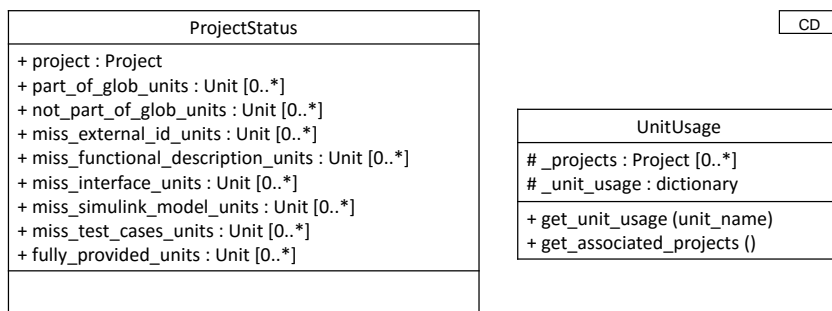 ProjectStatus
+ project : Project
+ part_of_glob_units : Unit [0..*]
+ not_part_of_glob_units : Unit [0..*]
+ miss_external_id_units : Unit [0..*]
+ miss_functional_description_units : Unit [0..*]
+ miss_interface_units : Unit [0..*]
+ miss_simulink_model_units : Unit [0..*]
+ miss_test_cases_units : Unit [0..*]
+ fully_provided_units : Unit [0..*]
CD
UnitUsage
# _projects : Project [0..*]
# _unit_usage : dictionary
+ get_unit_usage (unit_name)
+ get_associated_projects ()